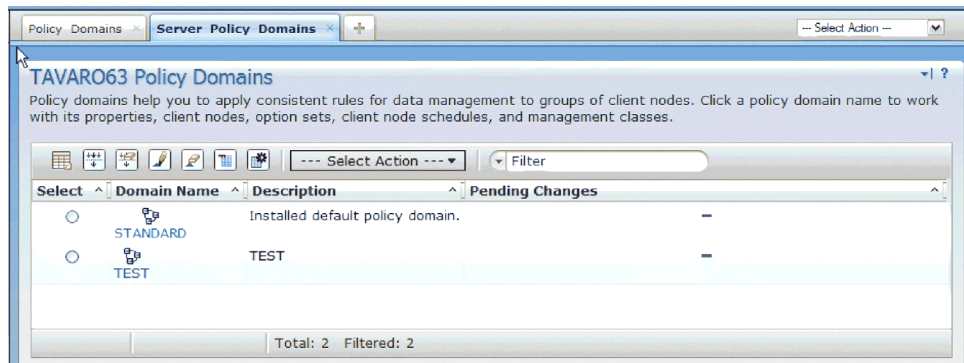 Policy Domains × Server Policy Domains × + --- Select Action ---
TAVARO63 Policy Domains ?
Policy domains help you to apply consistent rules for data management to groups of client nodes. Click a policy domain name to work
with its properties, client nodes, option sets, client node schedules, and management classes.
--- Select Action --- Filter
Select ^ Domain Name ^ Description ^ Pending Changes ^
Installed default policy domain. –
STANDARD
TEST –
TEST
Total: 2 Filtered: 2